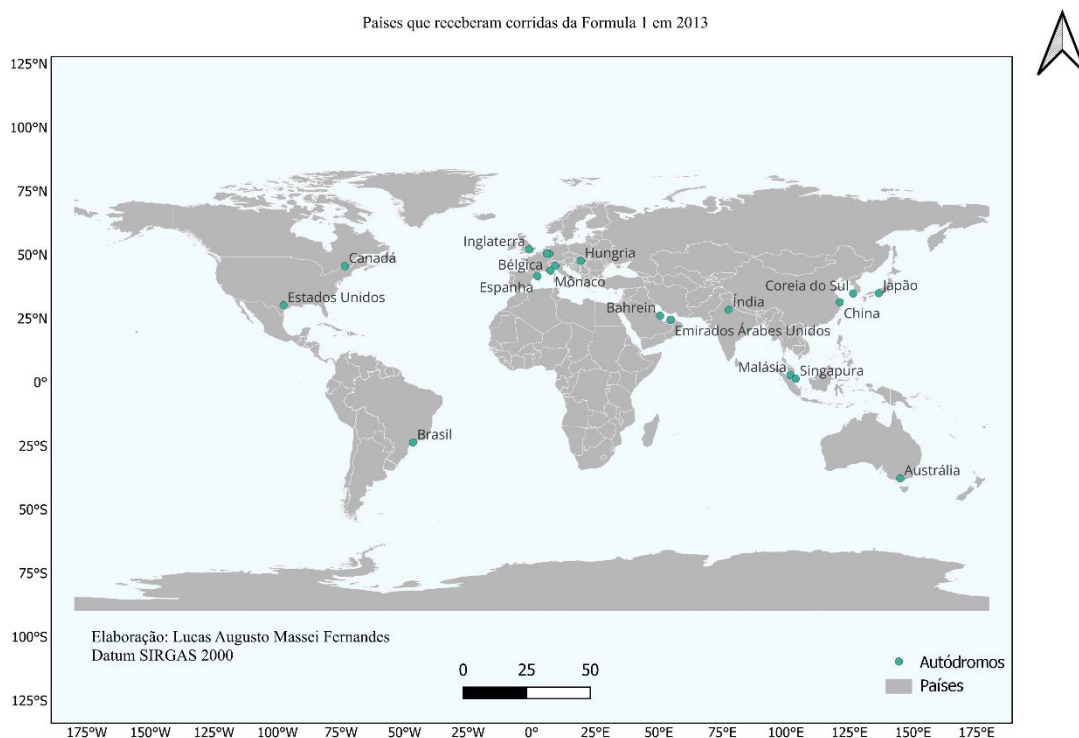 Países que receberam corridas da Formula 1 em 2013
125°N
100°N
75°N
50°N
25°N
0°
25°S
50°S
75°S
100°S
125°S
Inglaterra
Hungria
Canadá
Bélgica
Mônaco
Espanha
Coreia do Sul
Japão
Estados Unidos
Bahrein
Índia
China
Emirados Árabes Unidos
Malásia
Singapura
Brasil
Austrália
Elaboração: Lucas Augusto Massei Fernandes
Datum SIRGAS 2000
0 25 50
Autódromos
Países
175°W 150°W 125°W 100°W 75°W 50°W 25°W 0° 25°E 50°E 75°E 100°E 125°E 150°E 175°E